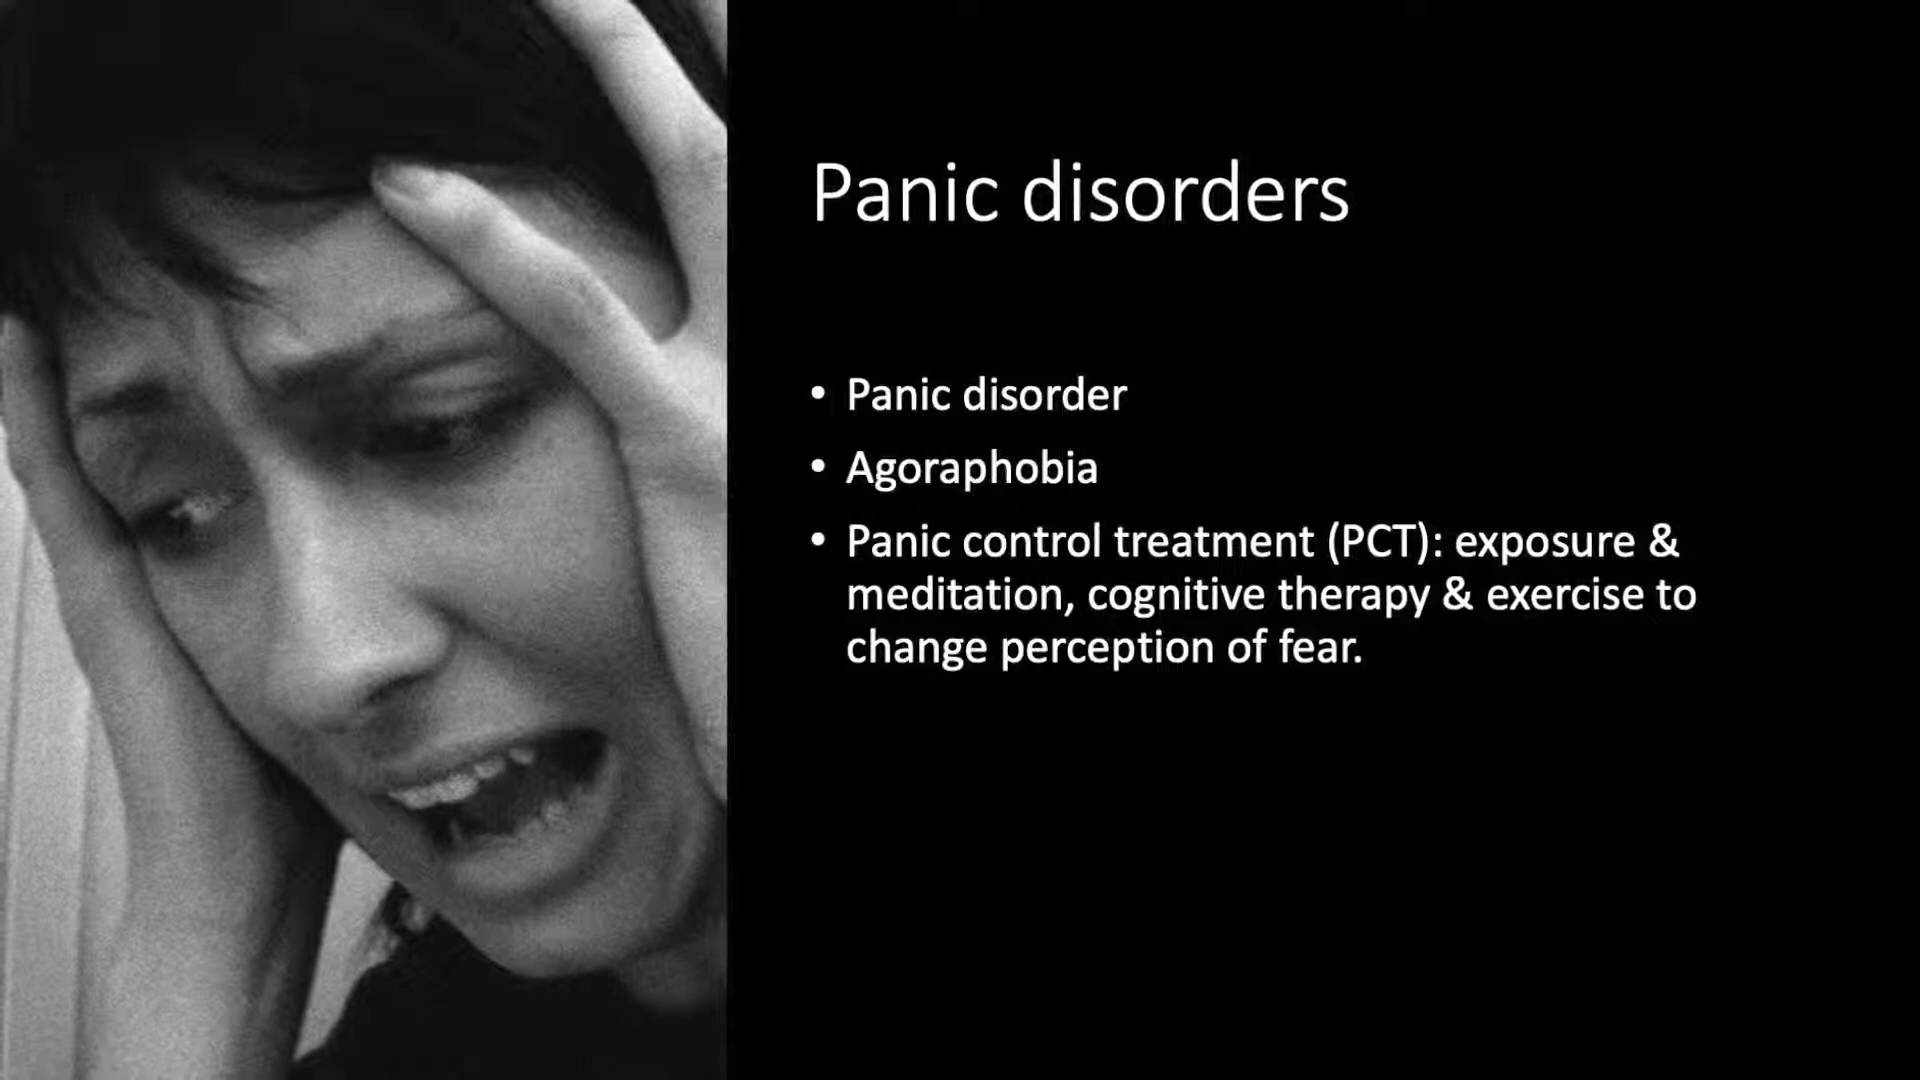 Panic disorders
• Panic disorder
• Agoraphobia
• Panic control treatment (PCT): exposure &
meditation, cognitive therapy & exercise to
change perception of fear.